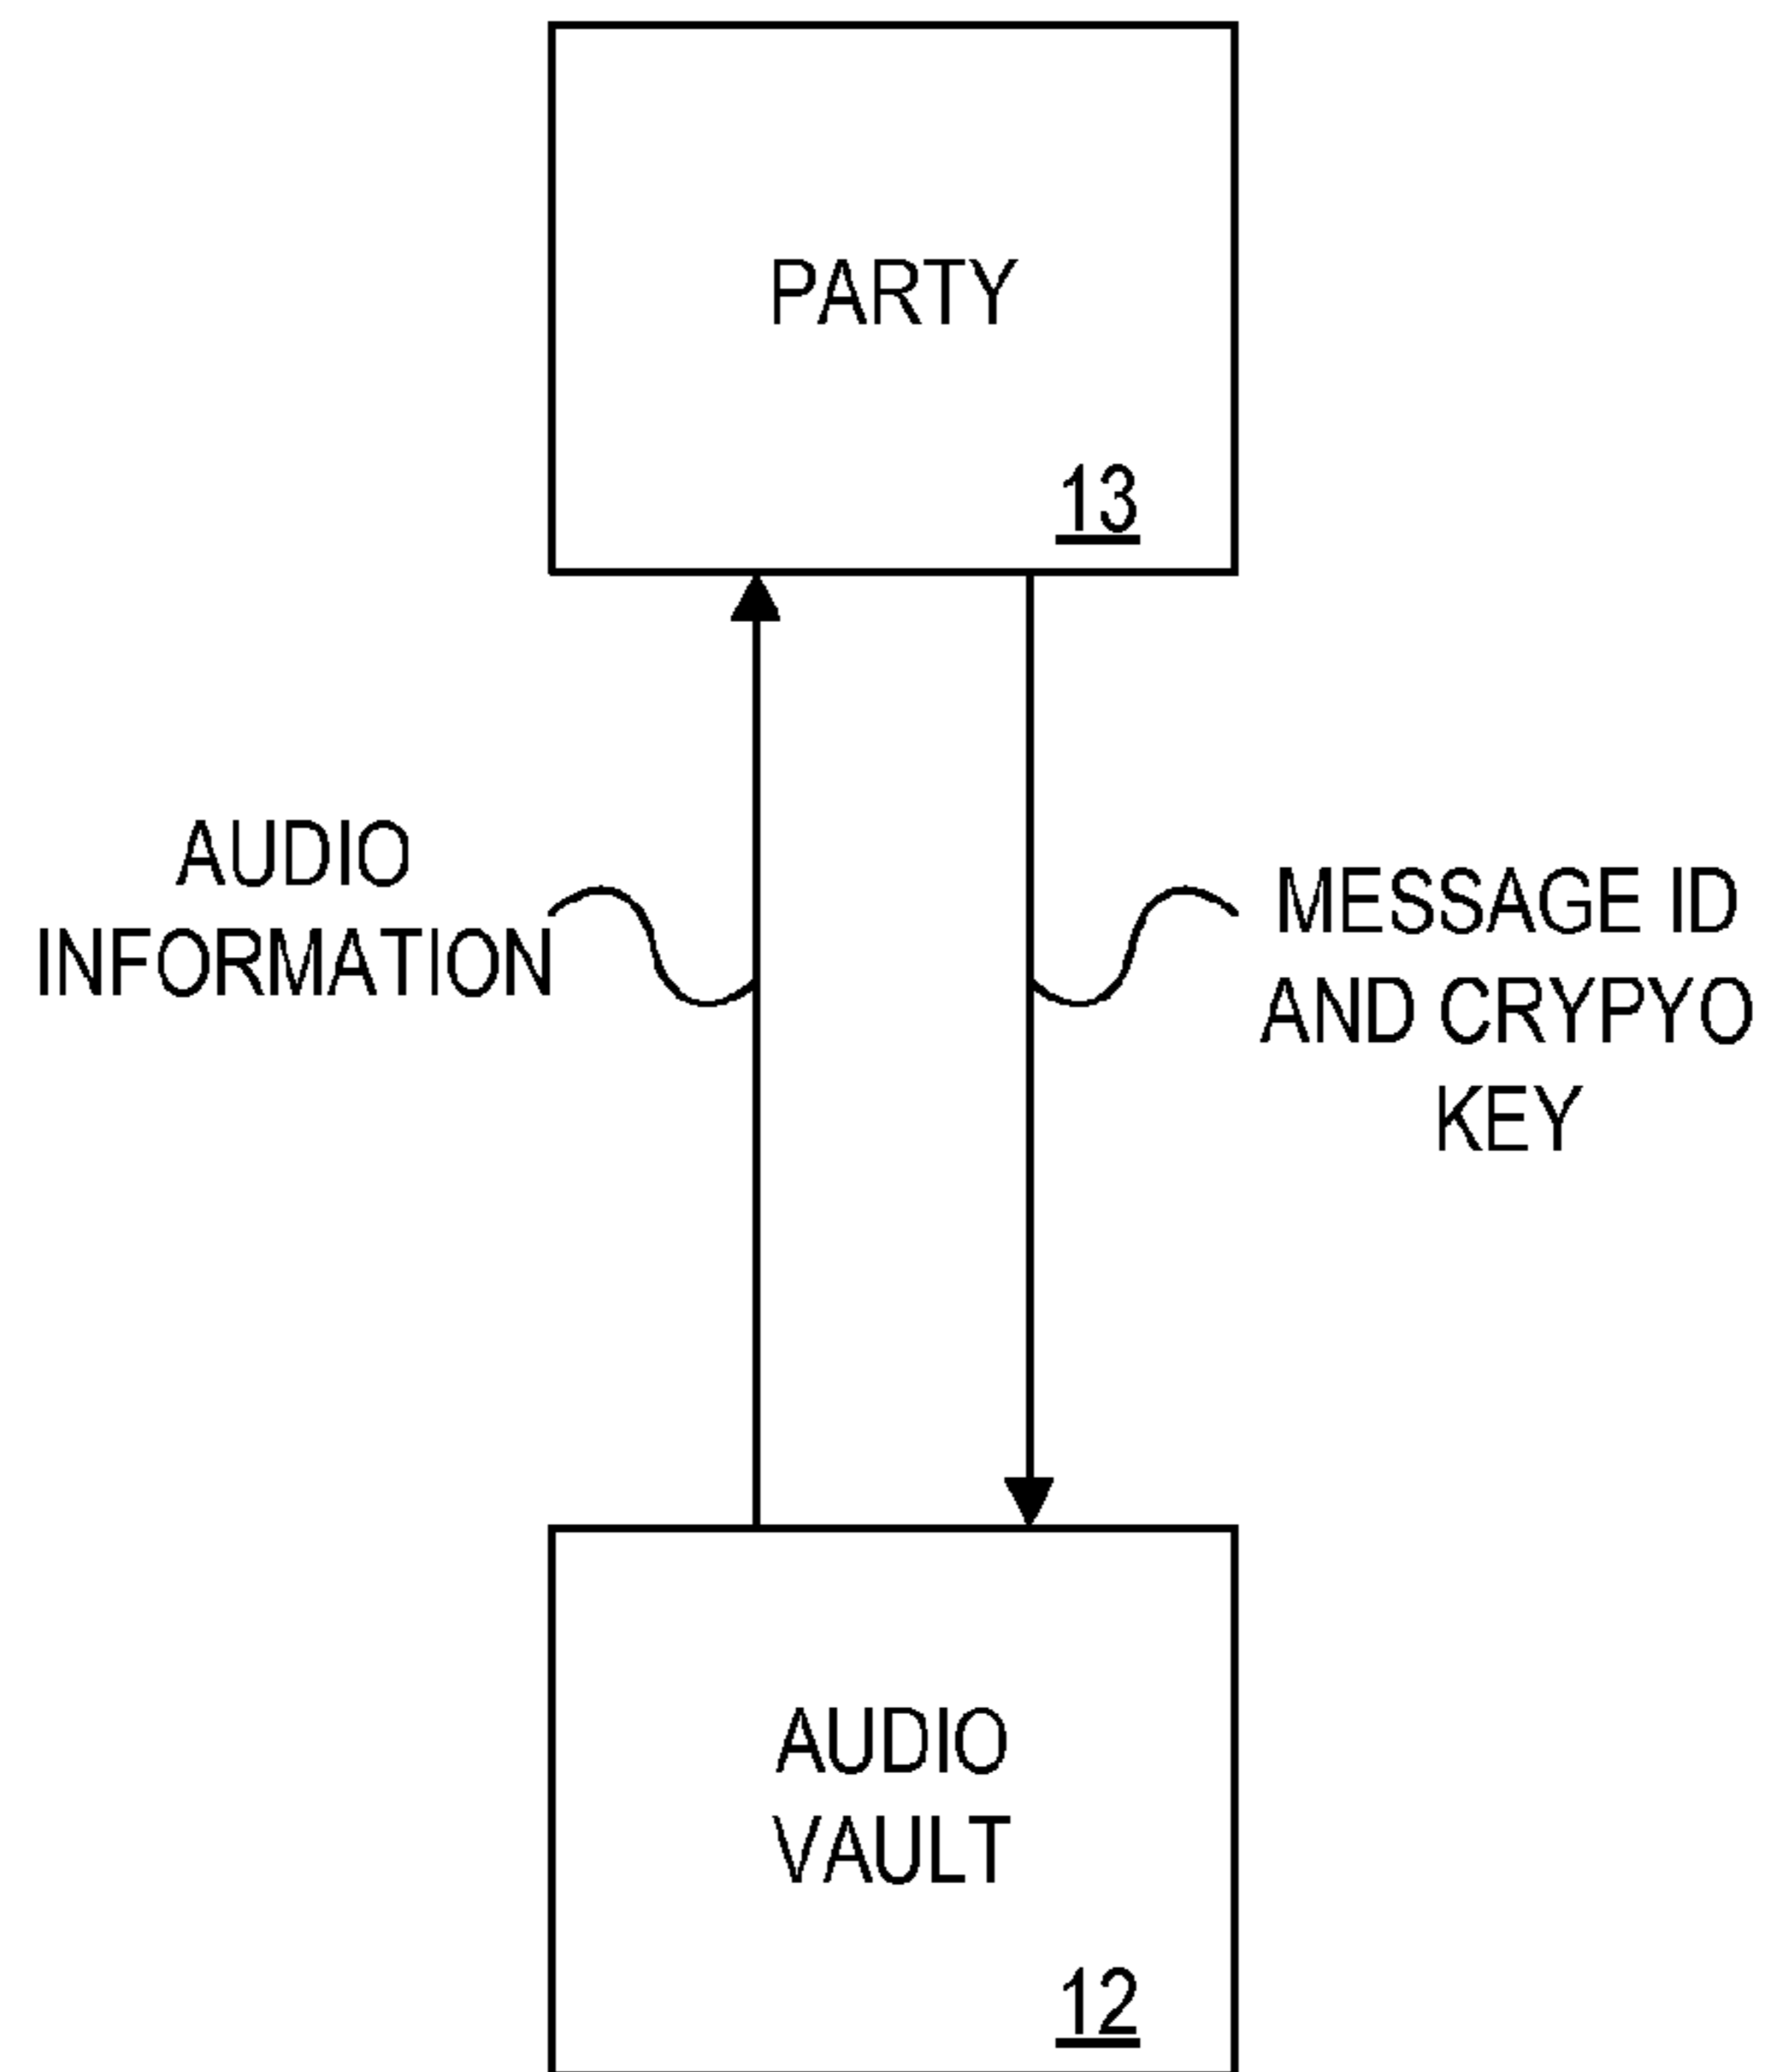 PARTY
13
AUDIO
INFORMATION
MESSAGE ID
AND CRYPYO
KEY
AUDIO
VAULT
12